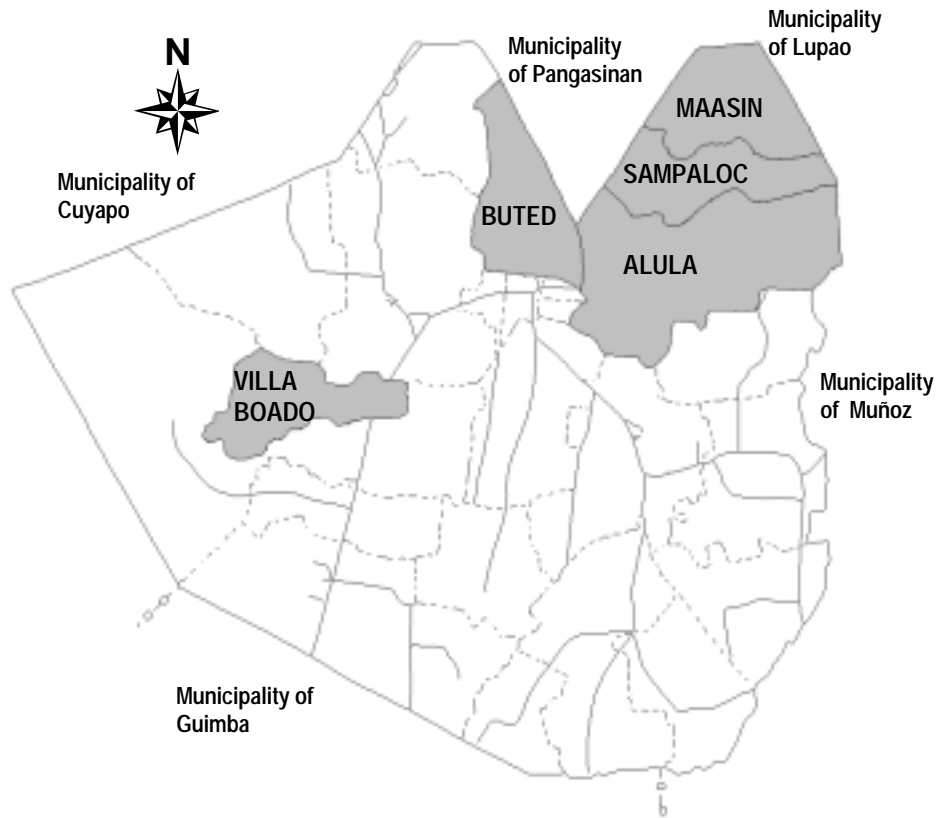 Municipality
of Lupao
N
Municipality
of Pangasinan
MAASIN
Municipality of
Cuyapo
SAMPALOC
BUTED
ALULA
VILLA
BOADO
Municipality
of Muñoz
Municipality of
Guimba